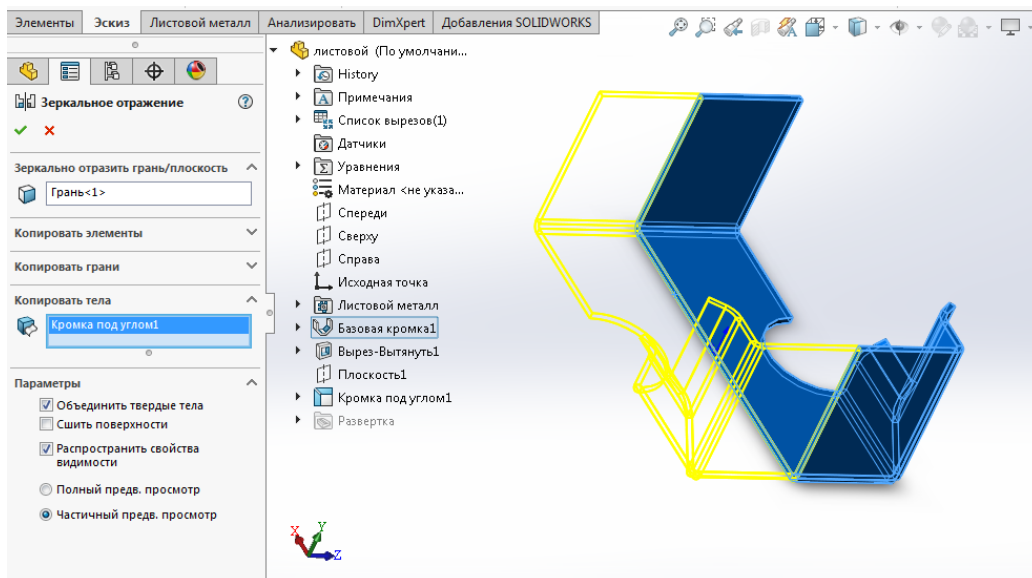 Элементы Эскиз Листовой металл Анализировать DimXpert Добавления SOLIDWORKS
Зеркальное отражение
Зеркально отразить грань/плоскость
Грань<1>
Копировать элементы
Копировать грани
Копировать тела
Кромка под углом1
Параметры
Объединить твердые тела
Сшить поверхности
Распространить свойства
видимости
Полный предв. просмотр
Частичный предв. просмотр
листовой (По умолчани...
History
Примечания
Список вырезов(1)
Датчики
Уравнения
Материал <не указа...
Спереди
Сверху
Справа
Исходная точка
Листовой металл
Базовая кромка1
Вырез-Вытянуть1
Плоскость1
Кромка под углом1
Развертка
X Y Z